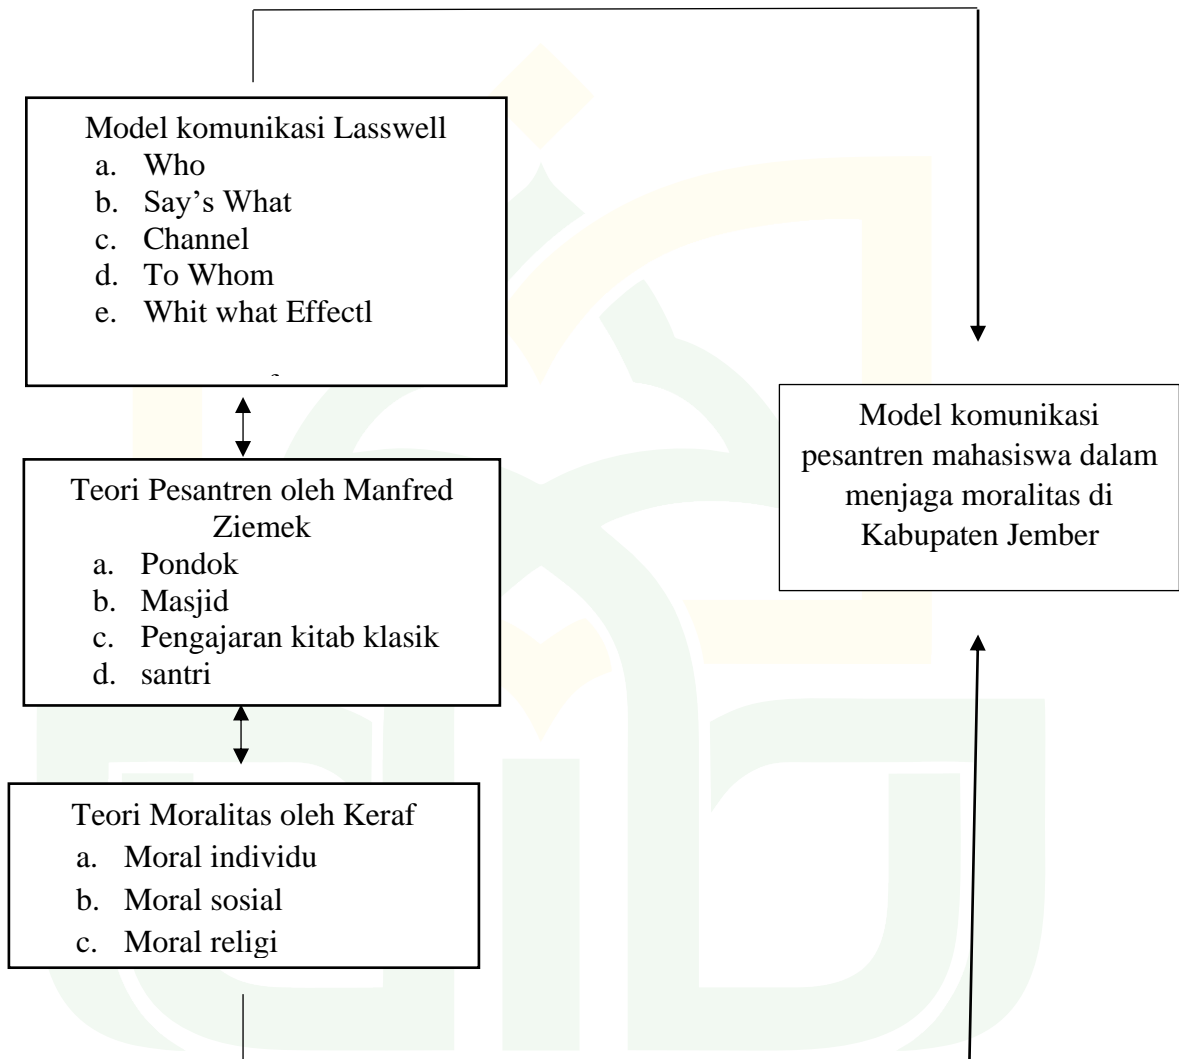 Model komunikasi Lasswell
a. Who
b. Say’s What
c. Channel
d. To Whom
e. Whit what Effectl
Teori Pesantren oleh Manfred
Ziemek
a. Pondok
b. Masjid
c. Pengajaran kitab klasik
d. santri
Teori Moralitas oleh Keraf
a. Moral individu
b. Moral sosial
c. Moral religi
Model komunikasi
pesantren mahasiswa dalam
menjaga moralitas di
Kabupaten Jember